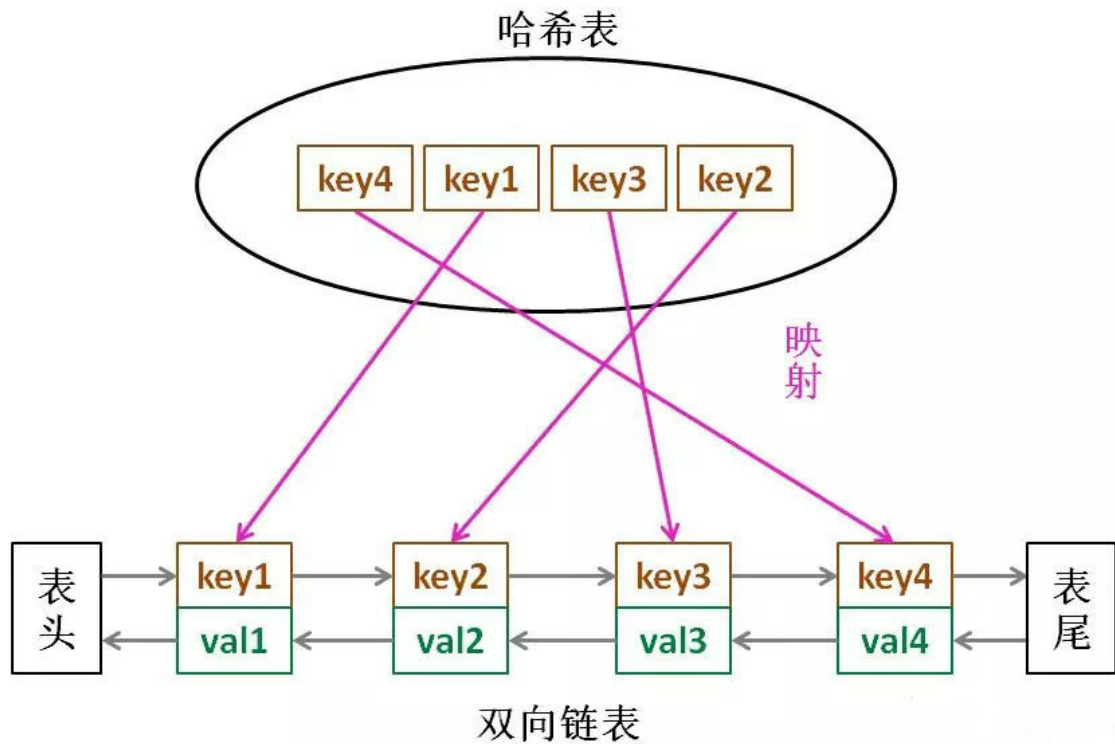 哈希表
key4 key1 key3 key2
映
射
表
头
key1 key2 key3 key4
val1 val2 val3 val4
表
尾
双向链表